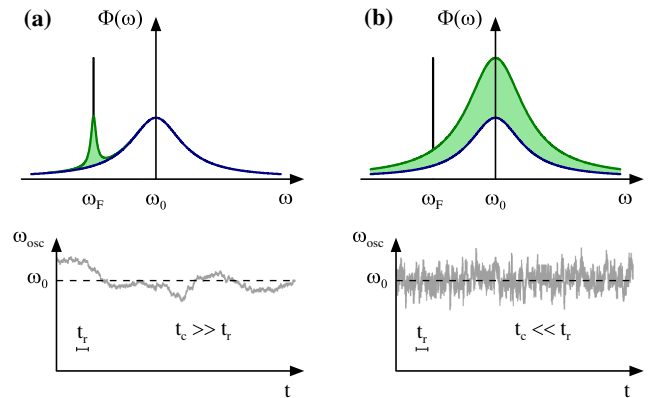 (a)
Φ(ω)
ω_F
ω_0
ω
ω_osc
ω_0
t_r
t_c >> t_r
t
(b)
Φ(ω)
ω_F
ω_0
ω
ω_osc
ω_0
t_r
t_c << t_r
t